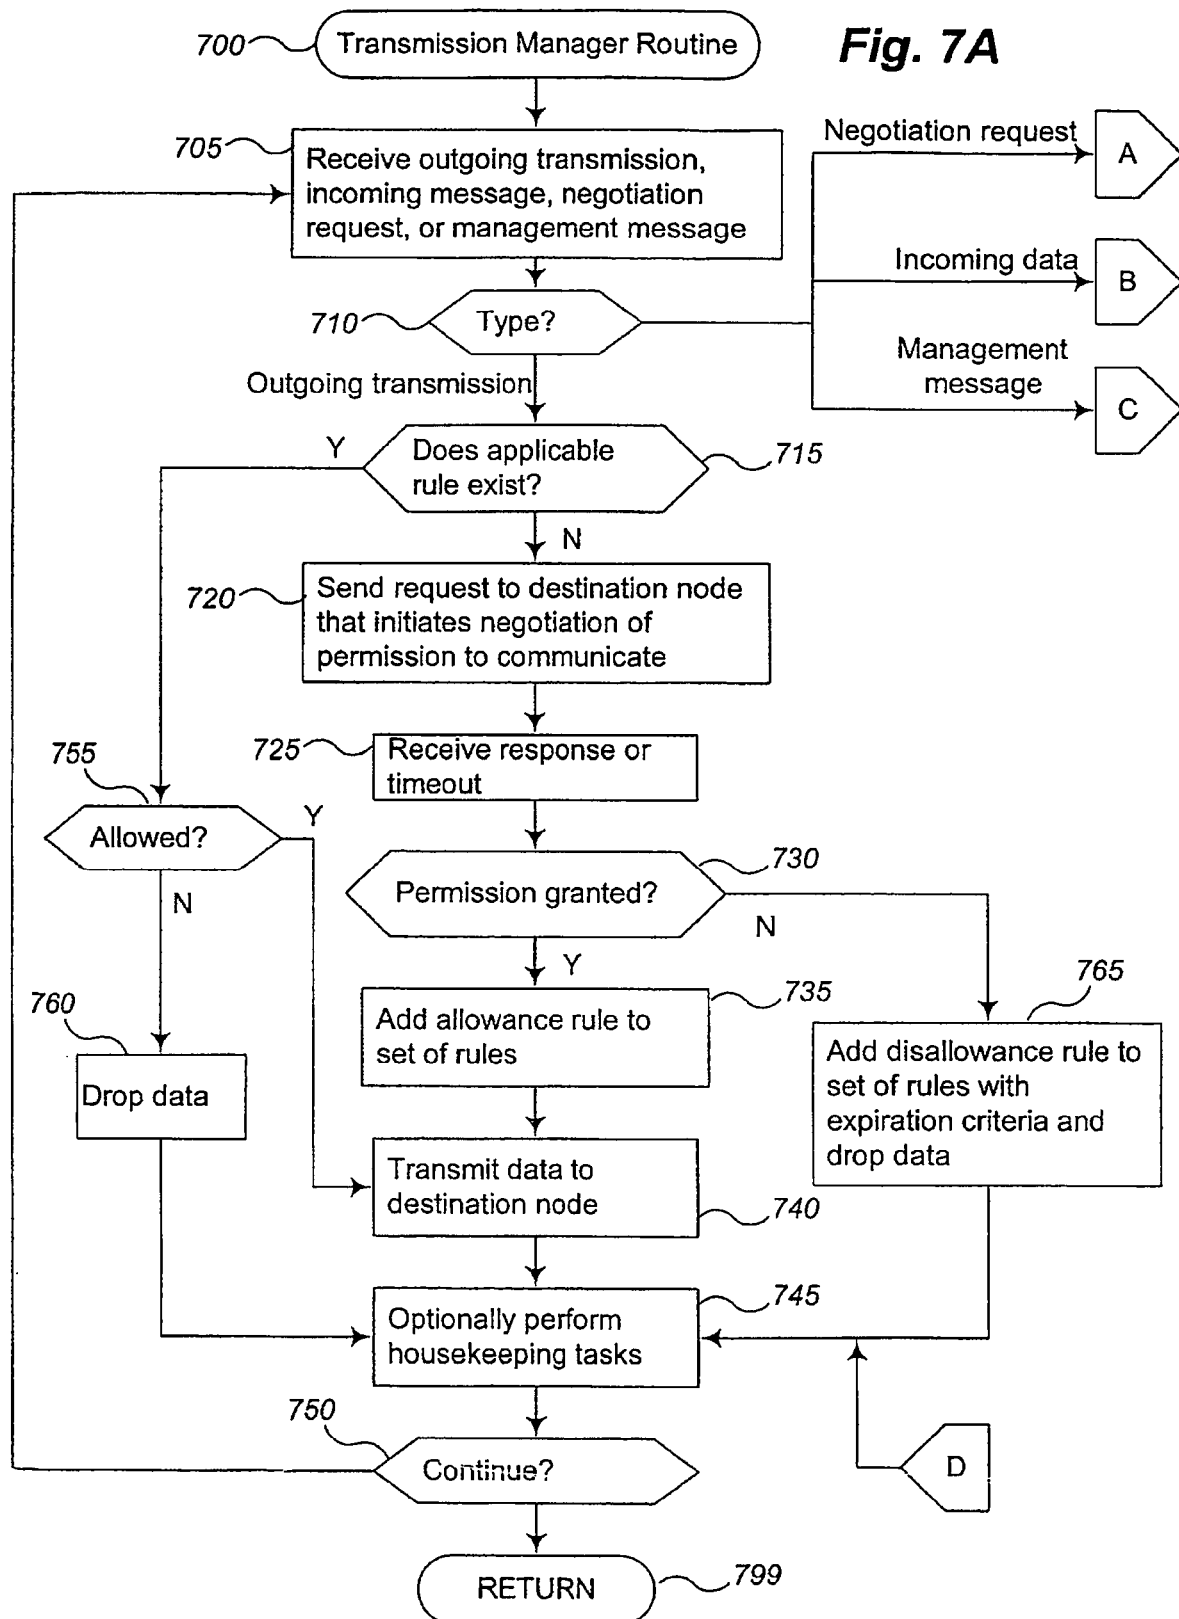 Fig. 7A
700
Transmission Manager Routine
705
Receive outgoing transmission,
incoming message, negotiation
request, or management message
Negotiation request
A
Incoming data
B
Management
message
C
710
Type?
Outgoing transmission
Y
Does applicable
rule exist?
715
N
720
Send request to destination node
that initiates negotiation of
permission to communicate
725
Receive response or
timeout
755
Allowed?
Y
N
730
Permission granted?
N
Y
735
Add allowance rule to
set of rules
765
Add disallowance rule to
set of rules with
expiration criteria and
drop data
760
Drop data
Transmit data to
destination node
740
745
Optionally perform
housekeeping tasks
750
Continue?
D
RETURN
799